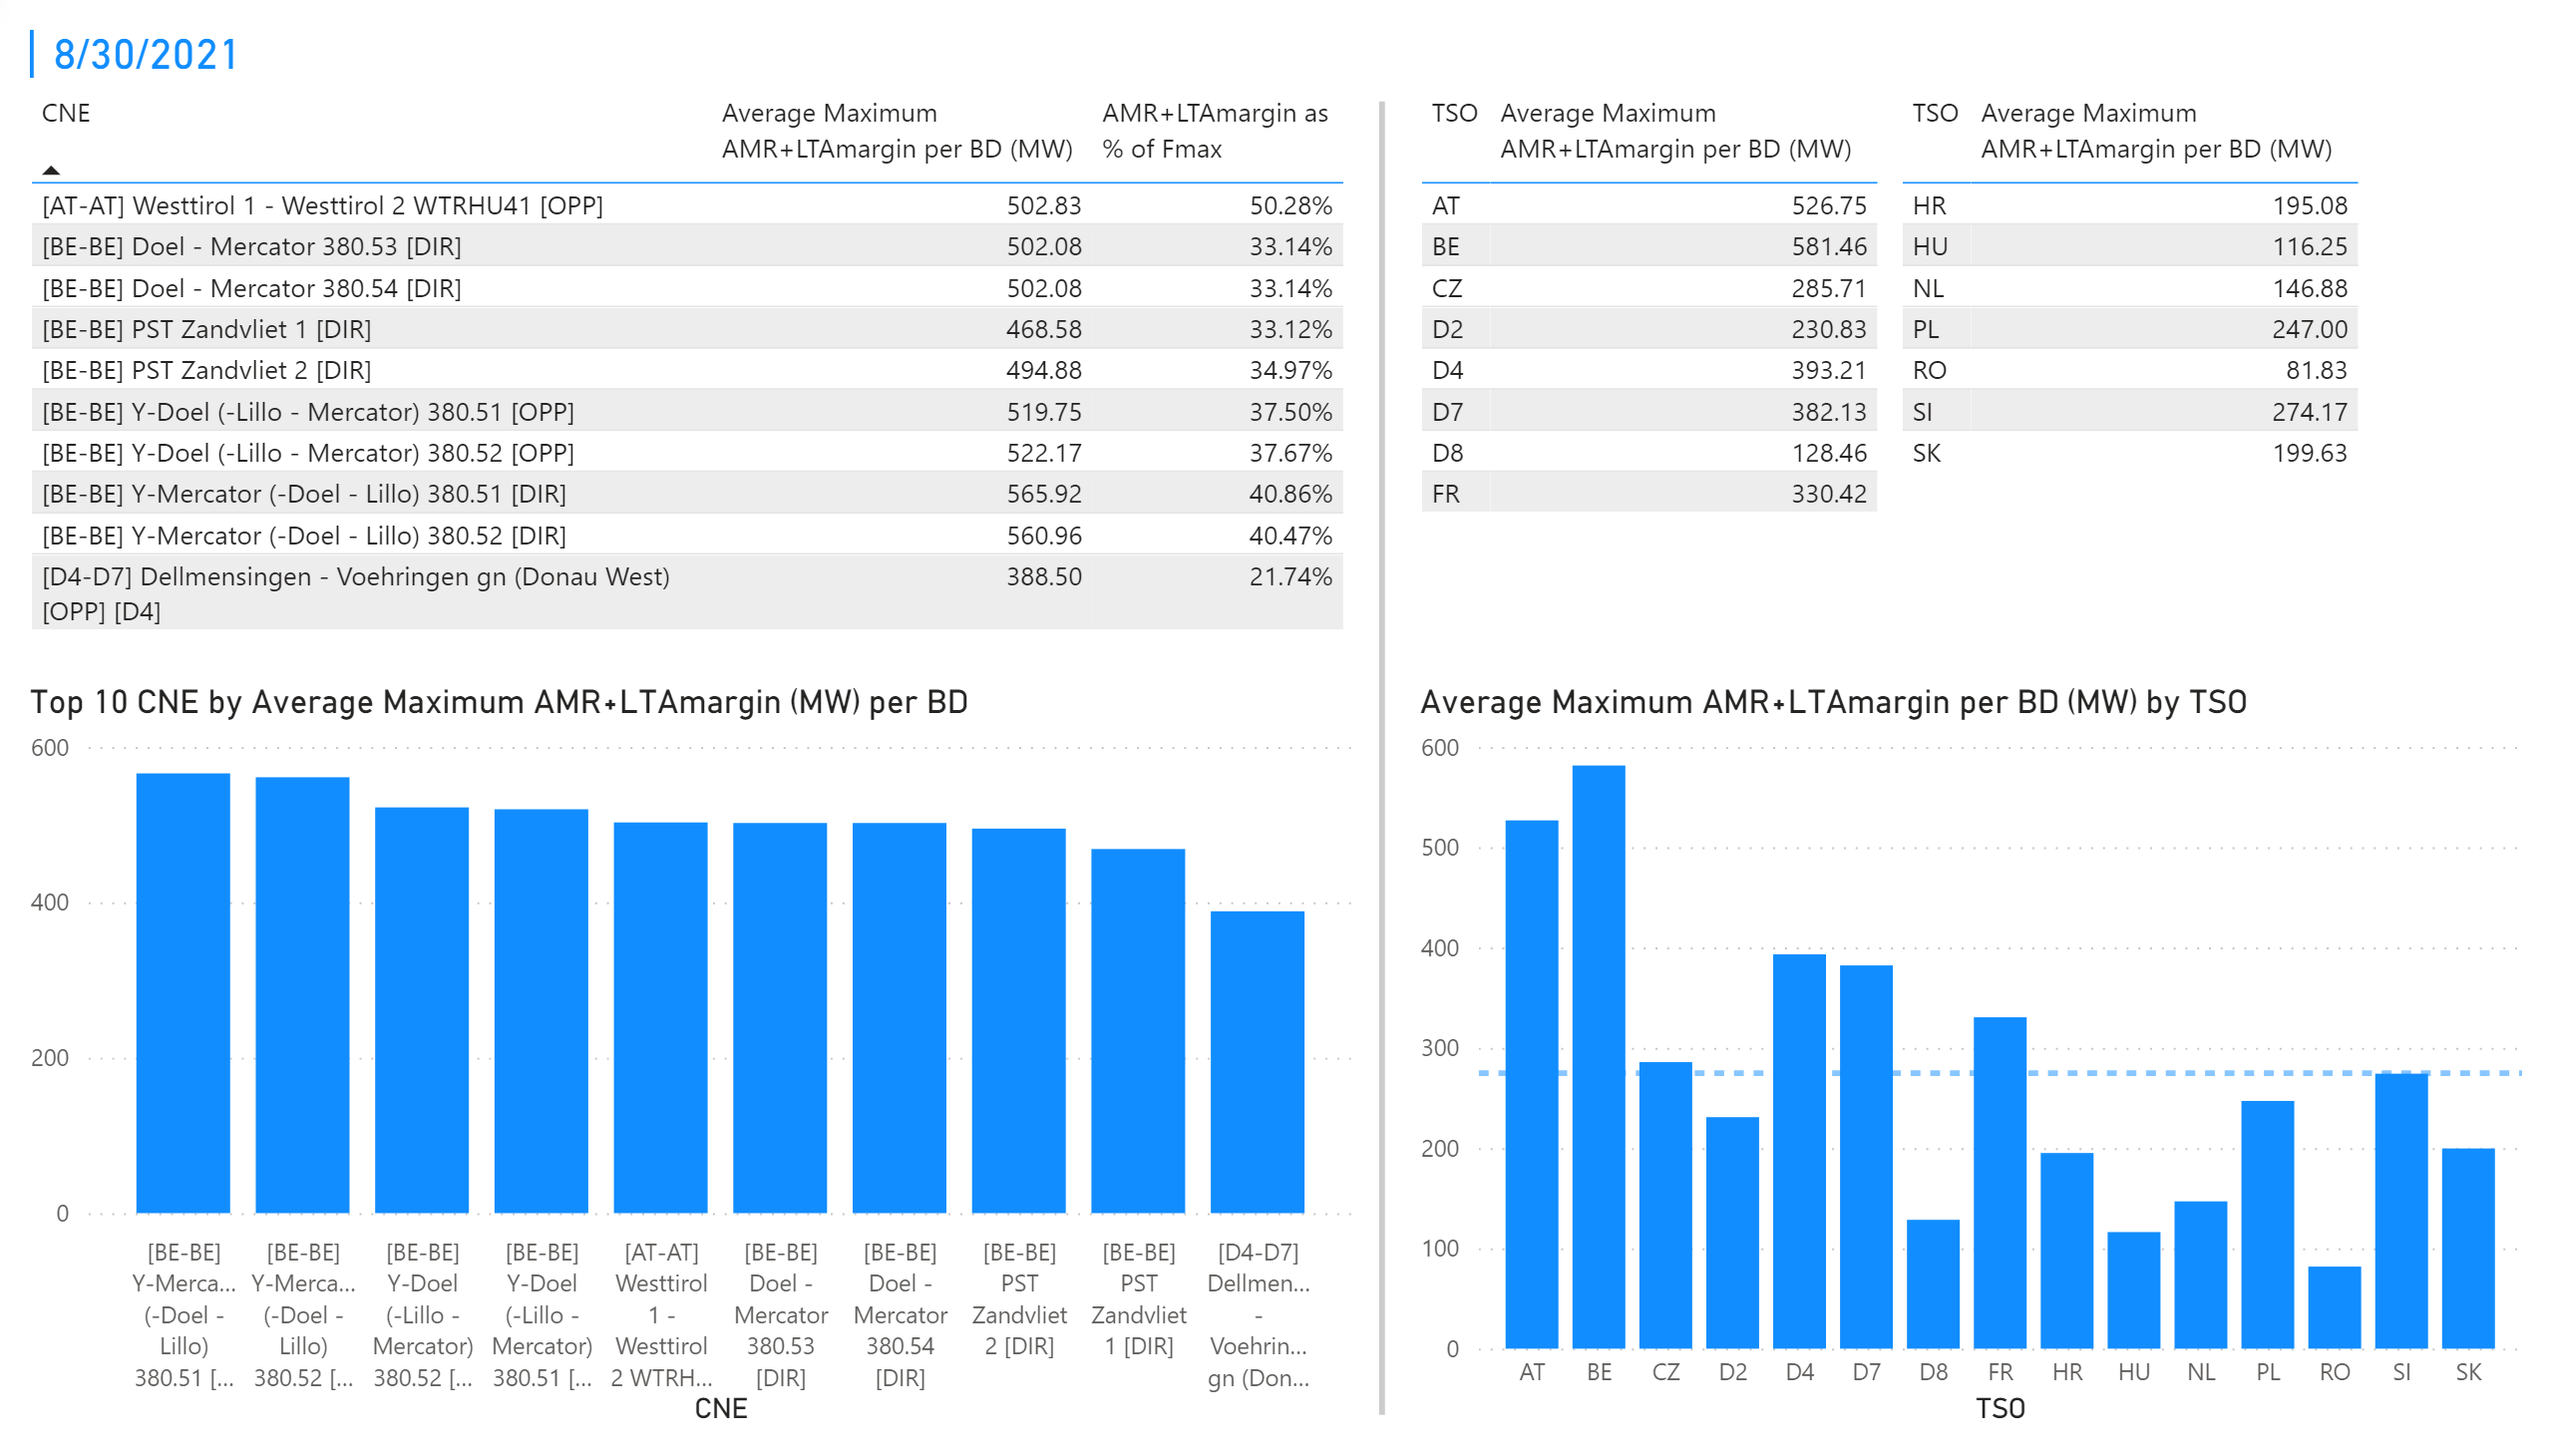 8/30/2021
CNE Average Maximum AMR+LTAmargin as
AMR+LTAmargin per BD (MW) % of Fmax
[AT-AT] Westtirol 1 - Westtirol 2 WTRHU41 [OPP] 502.83 50.28%
[BE-BE] Doel - Mercator 380.53 [DIR] 502.08 33.14%
[BE-BE] Doel - Mercator 380.54 [DIR] 502.08 33.14%
[BE-BE] PST Zandvliet 1 [DIR] 468.58 33.12%
[BE-BE] PST Zandvliet 2 [DIR] 494.88 34.97%
[BE-BE] Y-Doel (-Lillo - Mercator) 380.51 [OPP] 519.75 37.50%
[BE-BE] Y-Doel (-Lillo - Mercator) 380.52 [OPP] 522.17 37.67%
[BE-BE] Y-Mercator (-Doel - Lillo) 380.51 [DIR] 565.92 40.86%
[BE-BE] Y-Mercator (-Doel - Lillo) 380.52 [DIR] 560.96 40.47%
[D4-D7] Dellmensingen - Voehringen gn (Donau West) 388.50 21.74%
[OPP] [D4]
TSO Average Maximum
AMR+LTAmargin per BD (MW)
AT 526.75
BE 581.46
CZ 285.71
D2 230.83
D4 393.21
D7 382.13
D8 128.46
FR 330.42
TSO Average Maximum
AMR+LTAmargin per BD (MW)
HR 195.08
HU 116.25
NL 146.88
PL 247.00
RO 81.83
SI 274.17
SK 199.63
Top 10 CNE by Average Maximum AMR+LTAmargin (MW) per BD
600
400
200
0
[BE-BE] [BE-BE] [BE-BE] [BE-BE] [AT-AT] [BE-BE] [BE-BE] [BE-BE] [BE-BE] [D4-D7]
Y-Merca... Y-Merca... Y-Doel Y-Doel Westtirol Doel - Doel - PST PST Dellmen...
(-Doel - (-Doel - (-Lillo - (-Lillo - 1 - Mercator Mercator Zandvliet Zandvliet -
Lillo) Lillo) Mercator) Mercator) Westtirol 380.53 380.54 2 [DIR] 1 [DIR] Voehrin...
380.51 [... 380.52 [... 380.52 [... 380.51 [... 2 WTRH... [DIR] [DIR] gn (Don...
CNE
Average Maximum AMR+LTAmargin per BD (MW) by TSO
600
500
400
300
200
100
0
AT BE CZ D2 D4 D7 D8 FR HR HU NL PL RO SI SK
TSO